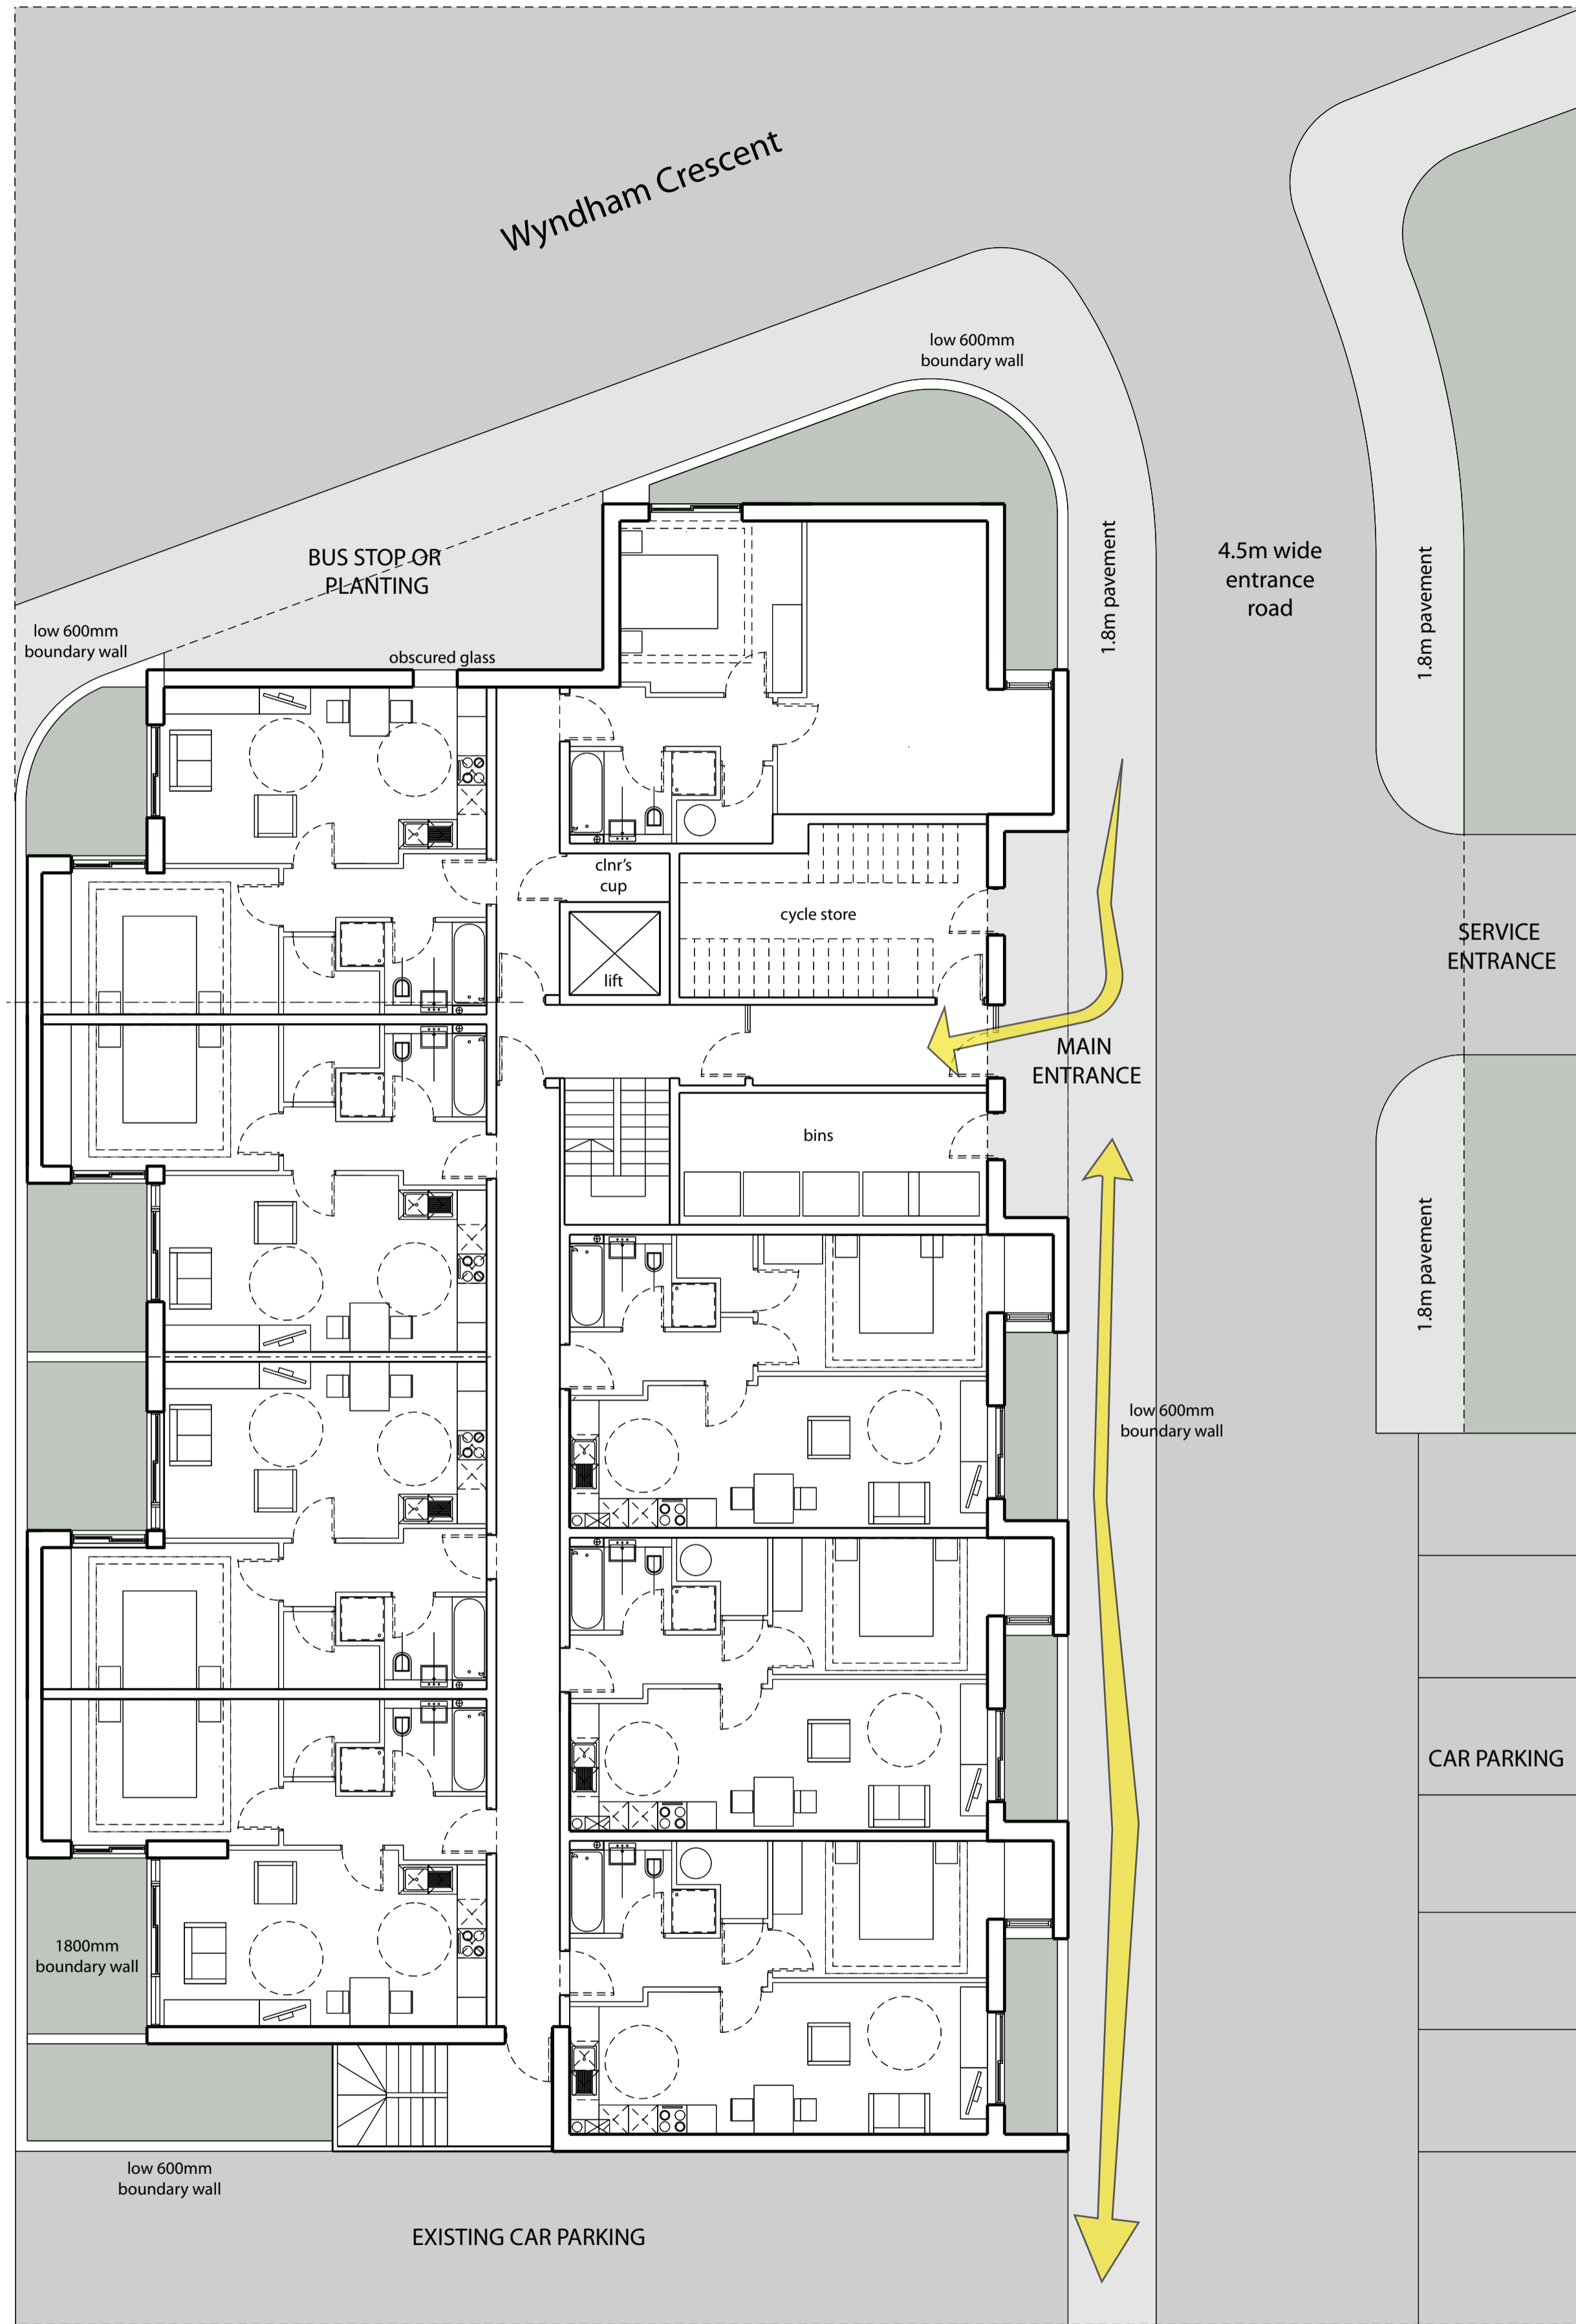 Wyndham Crescent
low 600mm
boundary wall
BUS STOP OR
PLANTING
1.8m pavement
4.5m wide
entrance
road
1.8m pavement
low 600mm
boundary wall
obscured glass
clnr's
cup
cycle store
lift
SERVICE
ENTRANCE
MAIN
ENTRANCE
bins
1.8m pavement
low 600mm
boundary wall
CAR PARKING
1800mm
boundary wall
low 600mm
boundary wall
EXISTING CAR PARKING